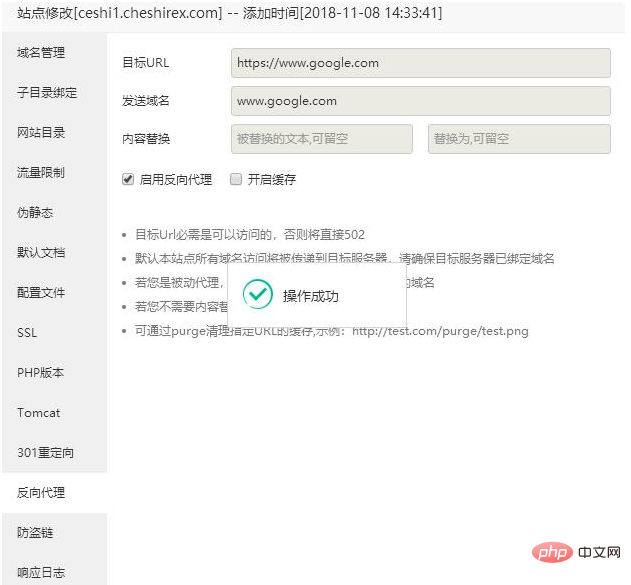 站点修改[ceshi1.cheshirex.com] -- 添加时间[2018-11-08 14:33:41]
域名管理
子目录绑定
网站目录
流量限制
伪静态
默认文档
配置文件
SSL
PHP版本
Tomcat
301重定向
反向代理
防盗链
响应日志
目标URL https://www.google.com
发送域名 www.google.com
内容替换 被替换的文本,可留空 替换为,可留空
启用反向代理 开启缓存
目标Url必需是可以访问的，否则将直接502
默认本站点所有域名访问将被传递到目标服务器，请确保目标服务器已绑定域名
若您是被动代理， 的域名
若您不需要内容替
可通过purge清理指定URL的缓存,示例：http://test.com/purge/test.png
操作成功
php 中文网